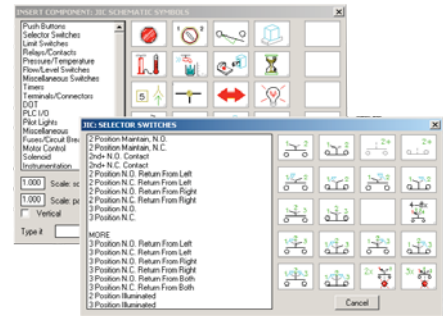 INSERT COMPONENT: JIC SCHEMATIC SYMBOLS
Push Buttons
Selector Switches
Limit Switches
Relays/Contacts
Pressure/Temperature
Flow/Level Switches
Miscellaneous Switches
Timers
Terminals/Connectors
DOT
PLC I/O
Pilot Lights
Miscellaneous
Fuses/Circuit Brea
Motor Control
Solenoid
Instrumentation
1.000 Scale: sc
1.000 Scale: pa
Vertical
Type it
JIC: SELECTOR SWITCHES
2 Position Maintain, N.O.
2 Position Maintain, N.C.
2nd+ N.O. Contact
2nd+ N.C. Contact
2 Position N.O. Return From Left
2 Position N.C. Return From Left
2 Position N.O. Return From Right
2 Position N.C. Return From Right
3 Position N.O.
3 Position N.C.
MORE
3 Position N.O. Return From Left
3 Position N.C. Return From Left
3 Position N.O. Return From Right
3 Position N.C. Return From Right
3 Position N.O. Return From Both
3 Position N.C. Return From Both
2 Position Illuminated
3 Position Illuminated
Cancel